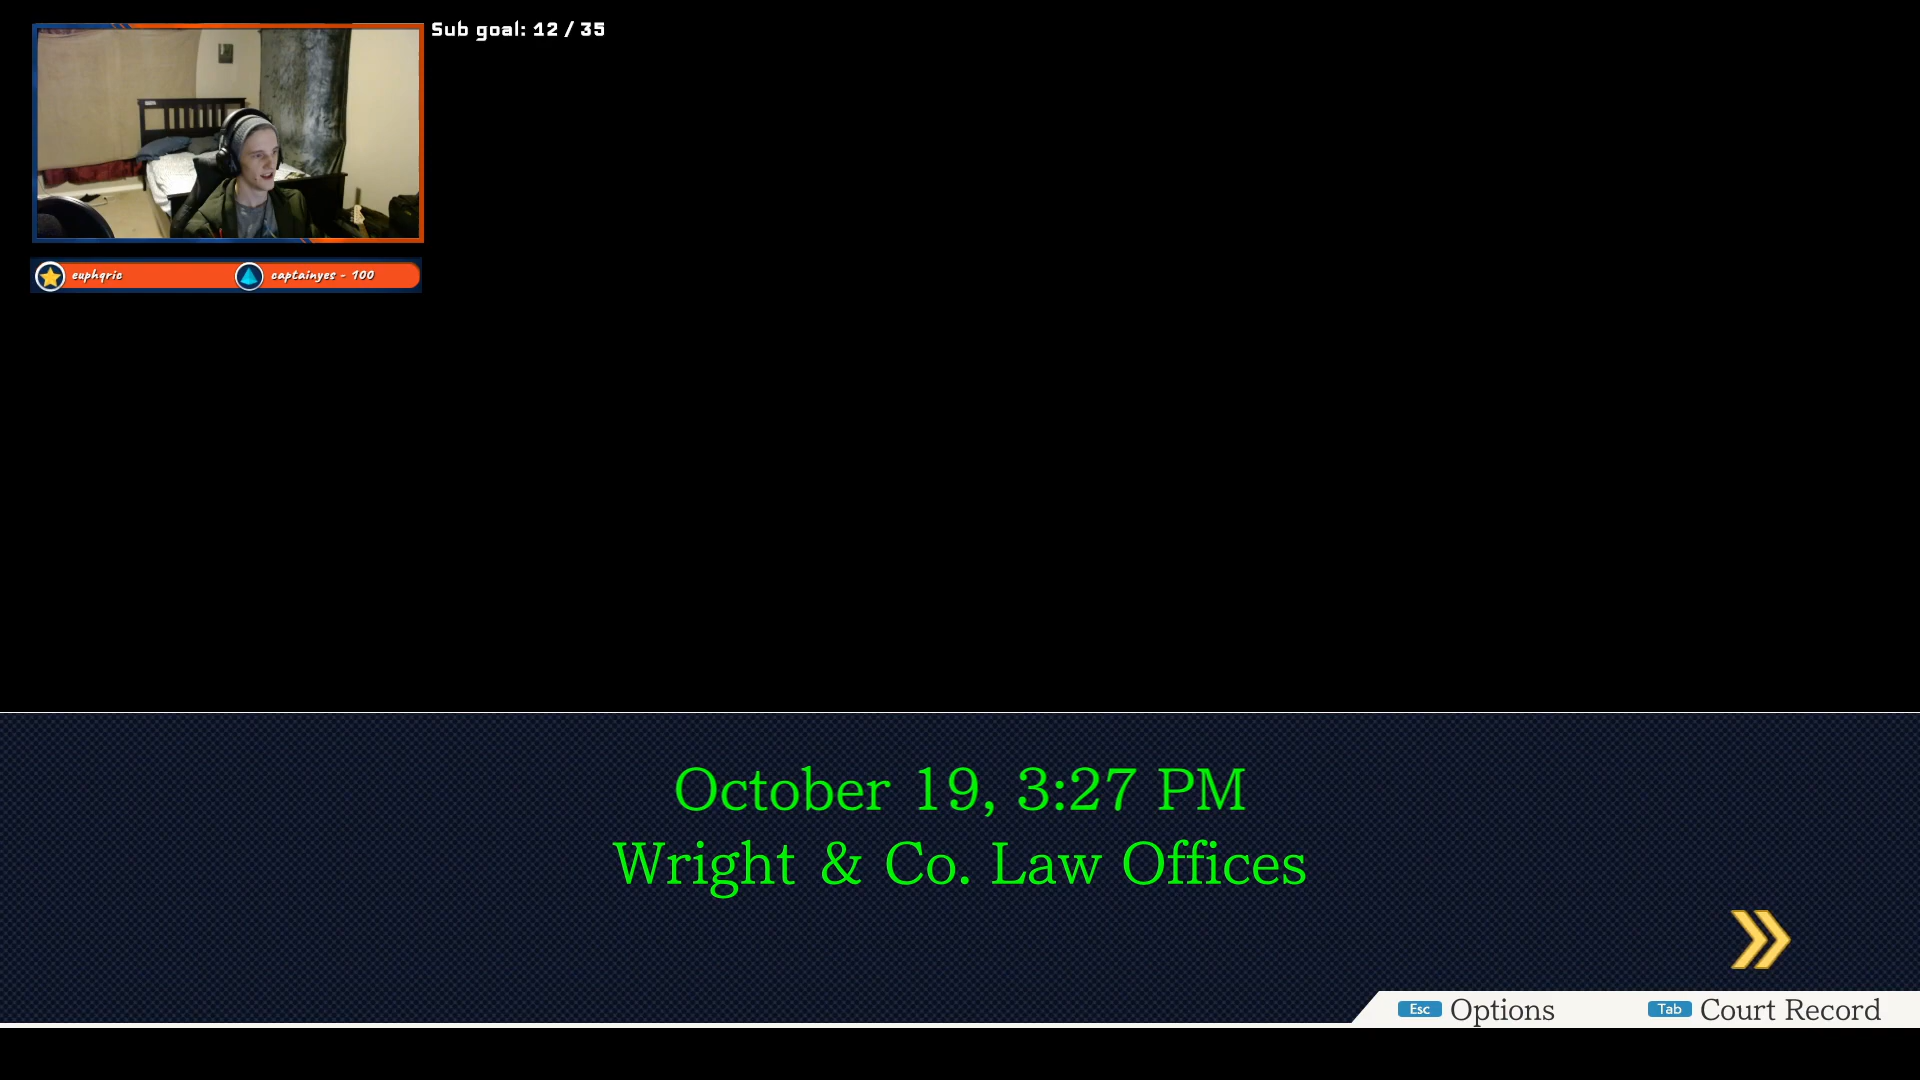 Sub goal: 12 / 35
euphqric
captainyes - 100
October 19, 3:27 PM
Wright & Co. Law Offices
Esc Options
Tab Court Record